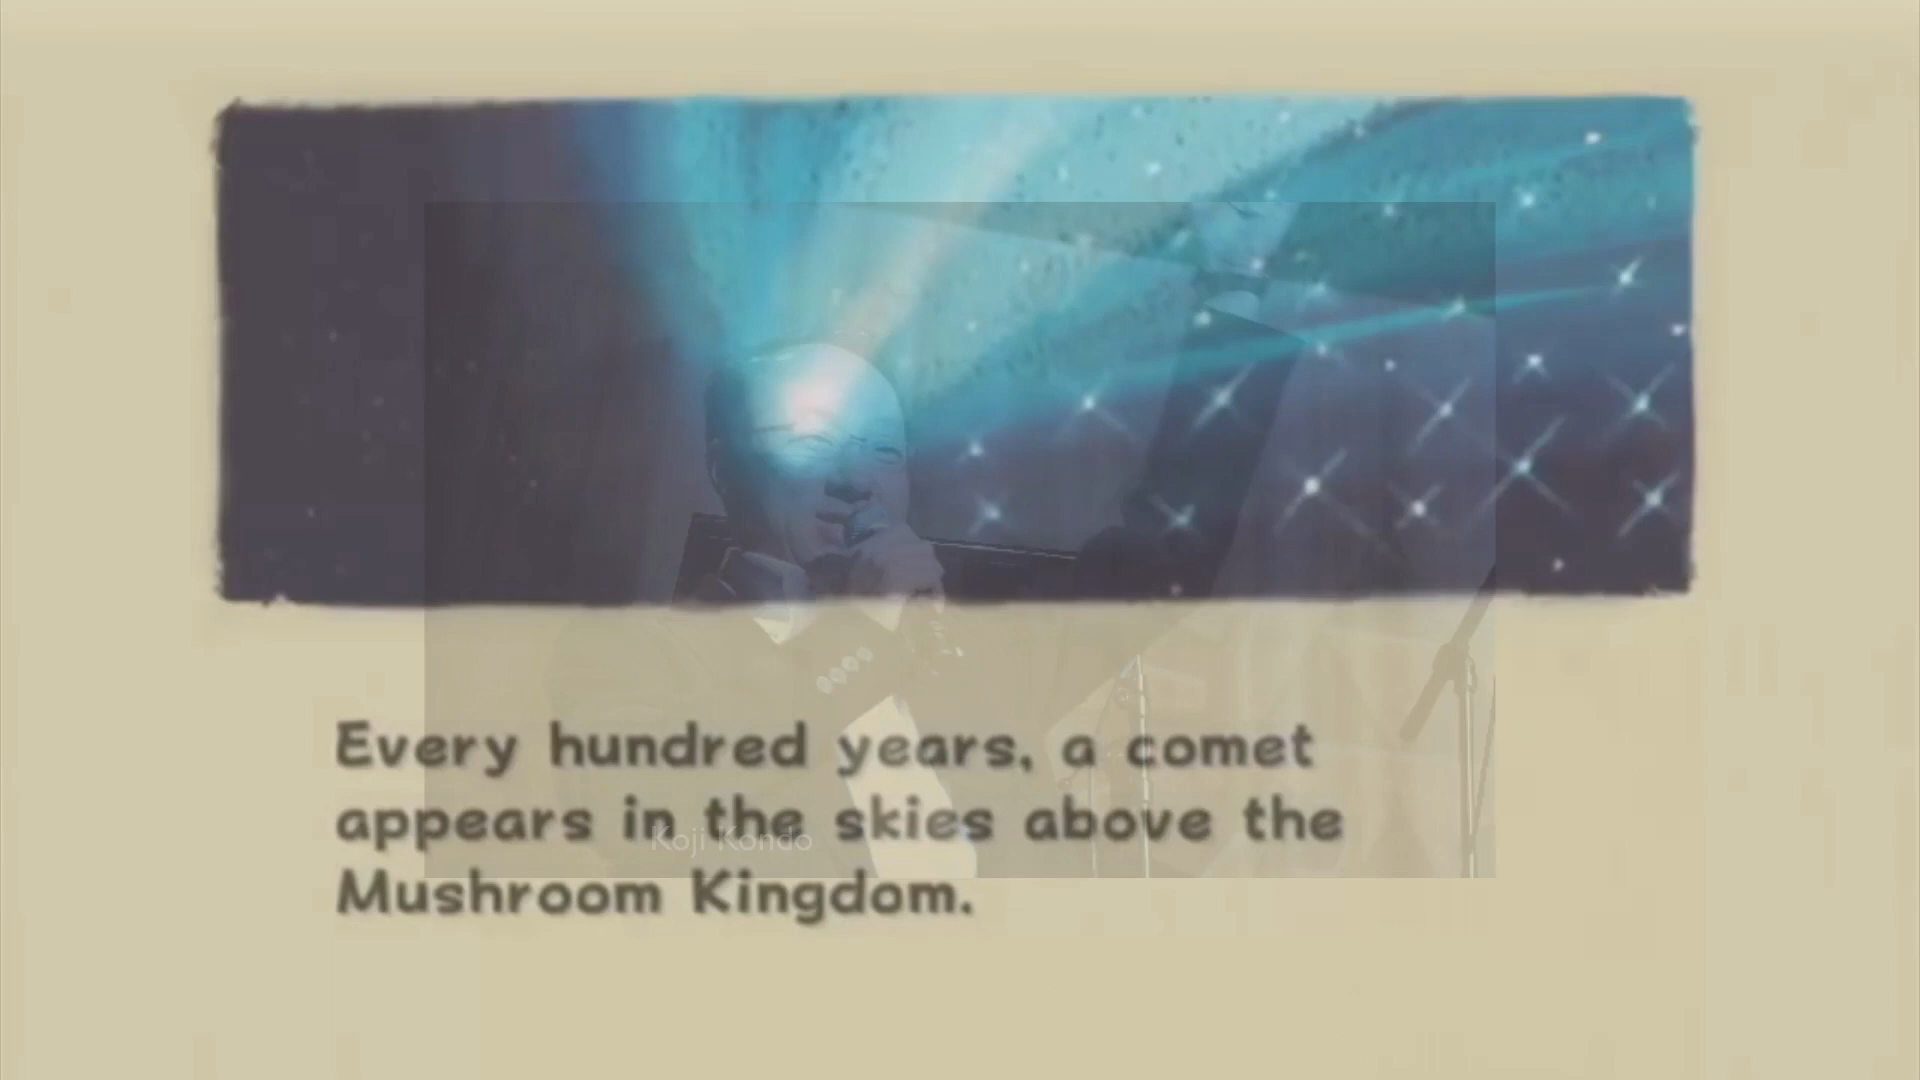 Every hundred years, a comet
appears in the skies above the
Koji Kondo
Mushroom Kingdom.